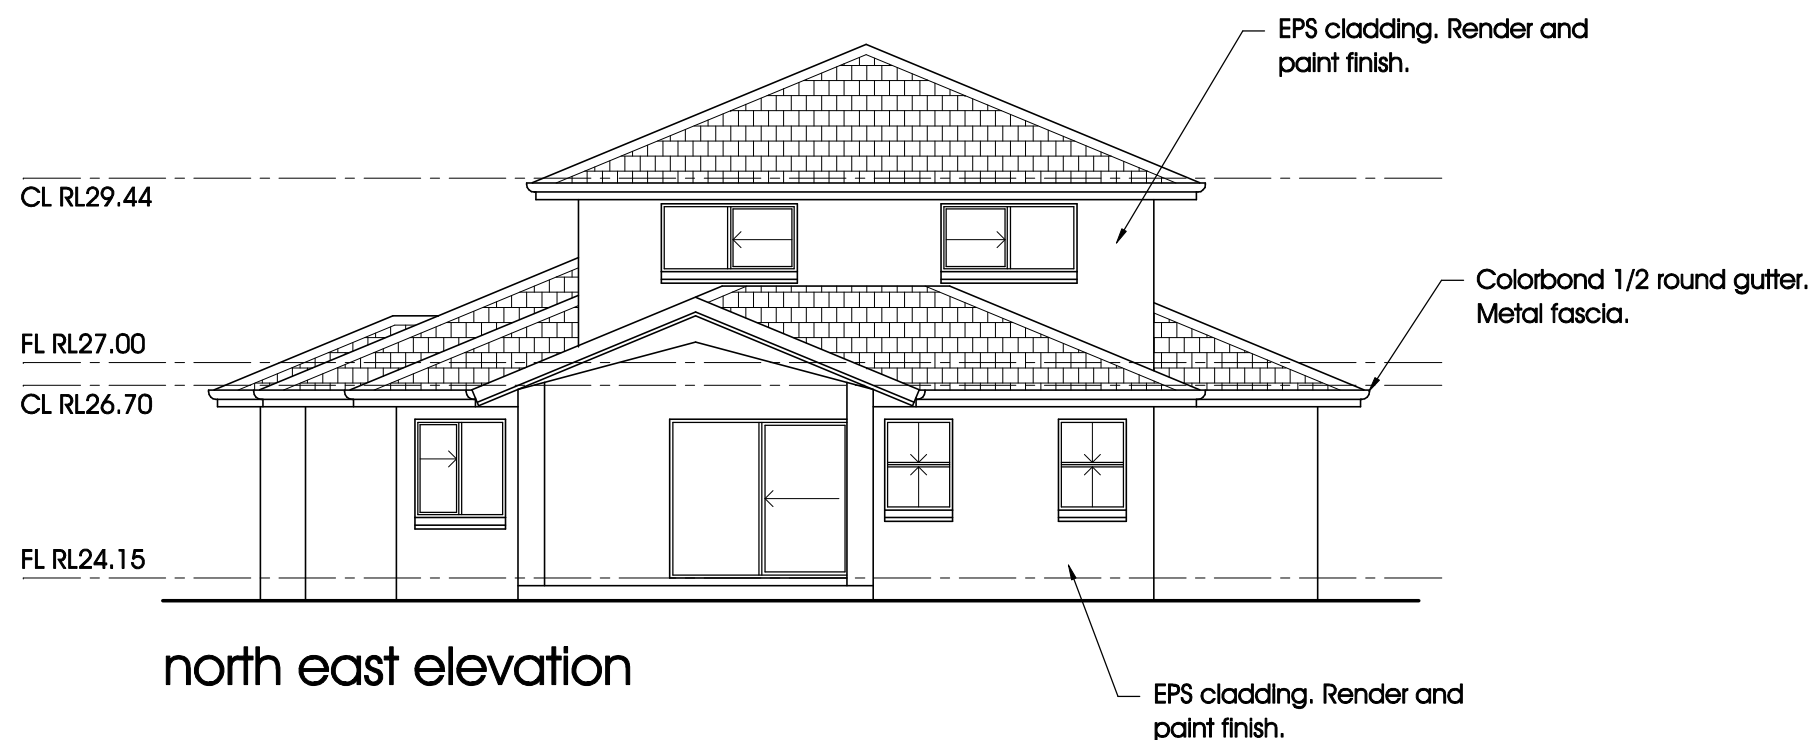 EPS cladding. Render and
paint finish.
CL RL29.44
Colorbond 1/2 round gutter.
Metal fascia.
FL RL27.00
CL RL26.70
FL RL24.15
north east elevation
EPS cladding. Render and
paint finish.